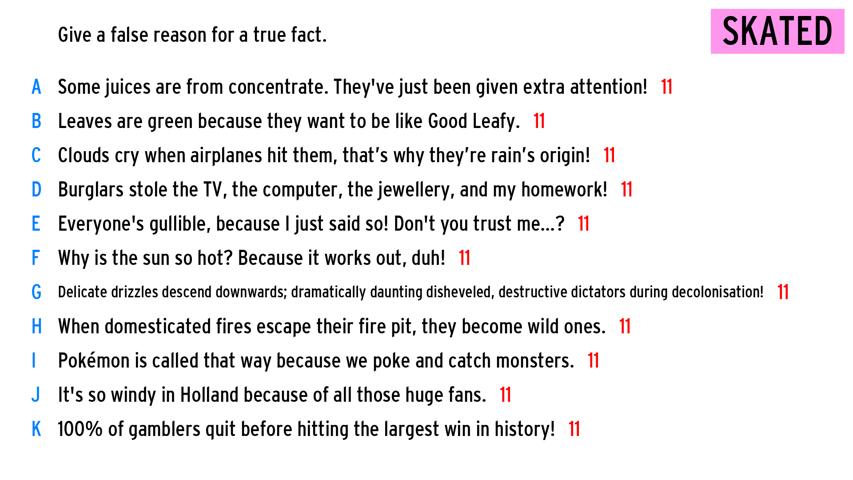 Give a false reason for a true fact.
SKATED
A Some juices are from concentrate. They've just been given extra attention! 11
B Leaves are green because they want to be like Good Leafy. 11
C Clouds cry when airplanes hit them, that’s why they’re rain’s origin! 11
D Burglars stole the TV, the computer, the jewellery, and my homework! 11
E Everyone's gullible, because I just said so! Don't you trust me...? 11
F Why is the sun so hot? Because it works out, duh! 11
G Delicate drizzles descend downwards; dramatically daunting disheveled, destructive dictators during decolonisation! 11
H When domesticated fires escape their fire pit, they become wild ones. 11
I Pokémon is called that way because we poke and catch monsters. 11
J It's so windy in Holland because of all those huge fans. 11
K 100% of gamblers quit before hitting the largest win in history! 11